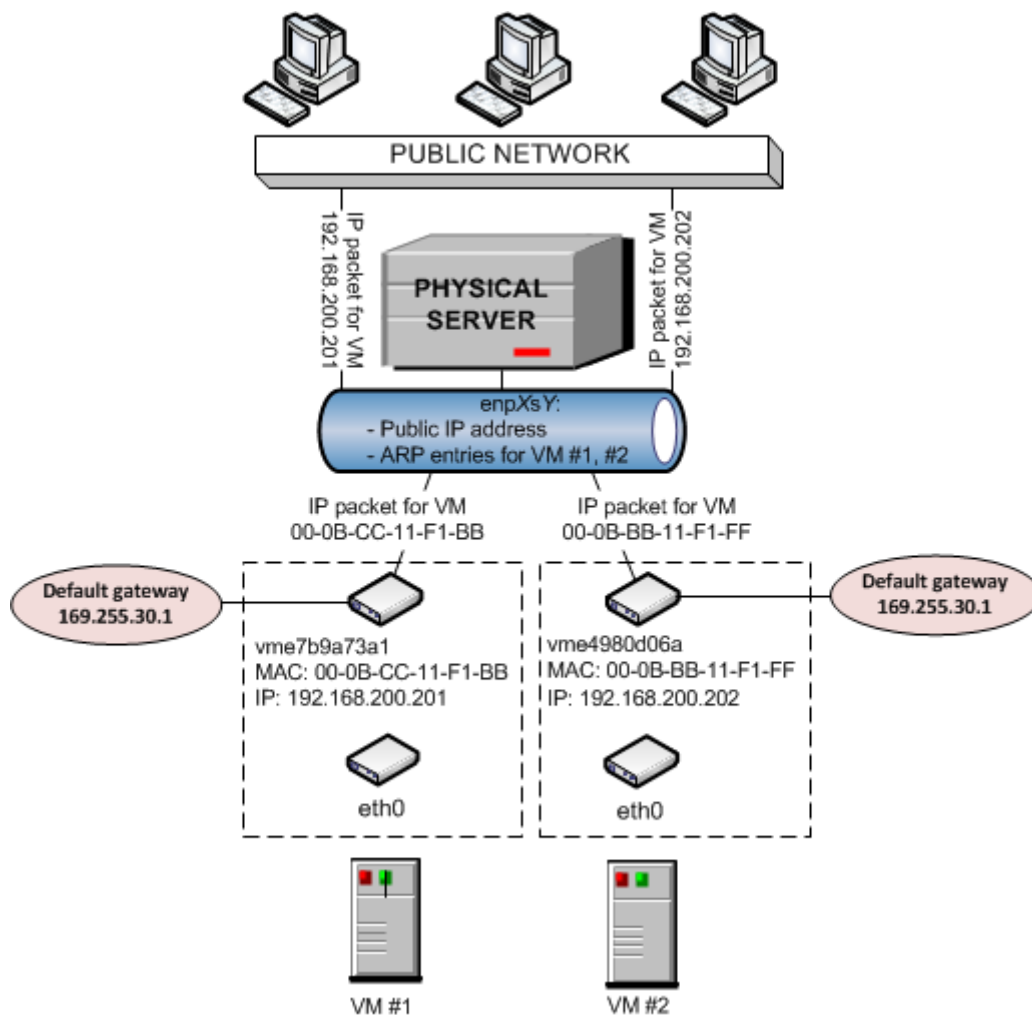 PUBLIC NETWORK
IP packet for VM
192.168.200.201
IP packet for VM
192.168.200.202
PHYSICAL
SERVER
enpXsY:
- Public IP address
- ARP entries for VM #1, #2
IP packet for VM
00-0B-CC-11-F1-BB
IP packet for VM
00-0B-BB-11-F1-FF
Default gateway
169.255.30.1
Default gateway
169.255.30.1
vme7b9a73a1
MAC: 00-0B-CC-11-F1-BB
IP: 192.168.200.201
vme4980d06a
MAC: 00-0B-BB-11-F1-FF
IP: 192.168.200.202
eth0
eth0
VM #1
VM #2